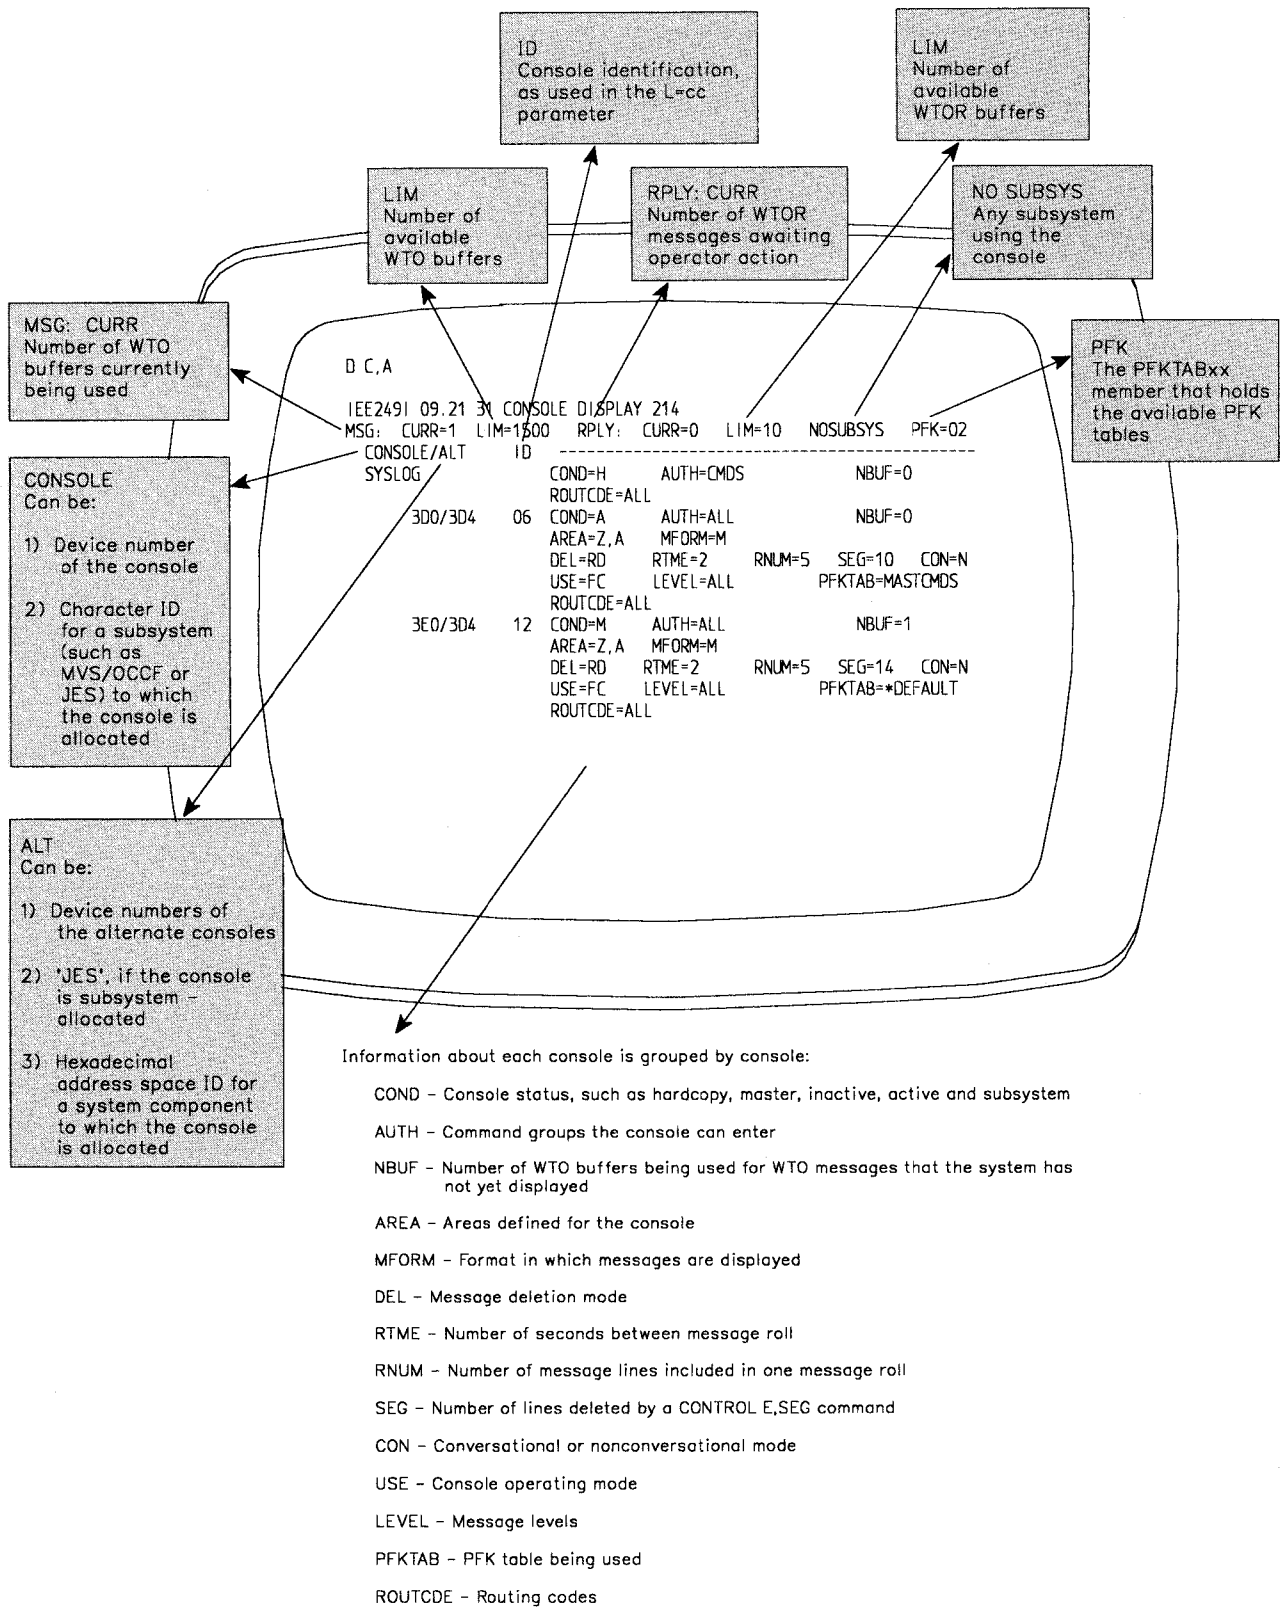 ID
Console identification,
as used in the L=cc
parameter
LIM
Number of
available
WTOR buffers
LIM
Number of
available
WTO buffers
RPLY: CURR
Number of WTOR
messages awaiting
operator action
NO SUBSYS
Any subsystem
using the
console
MSG: CURR
Number of WTO
buffers currently
being used
PFK
The PFKTABxx
member that holds
the available PFK
tables
CONSOLE
Can be:
1) Device number
of the console
2) Character ID
for a subsystem
(such as
MVS/OCCF or
JES) to which
the console is
allocated
ALT
Can be:
1) Device numbers of
the alternate consoles
2) 'JES', if the console
is subsystem -
allocated
3) Hexadecimal
address space ID for
a system component
to which the console
is allocated
D C,A
IEE249I 09.21 31 CONSOLE DISPLAY 214
MSG: CURR=1 LIM=1500 RPLY: CURR=0 LIM=10 NOSUBSYS PFK=02
CONSOLE/ALT ID ------------------------------------------------
SYSLOG COND=H AUTH=CMDS NBUF=0
ROUTCDE=ALL
3D0/3D4 06 COND=A AUTH=ALL NBUF=0
AREA=Z,A MFORM=M
DEL=RD RTME=2 RNUM=5 SEG=10 CON=N
USE=FC LEVEL=ALL PFKTAB=MASTCMDS
ROUTCDE=ALL
3E0/3D4 12 COND=M AUTH=ALL NBUF=1
AREA=Z,A MFORM=M
DEL=RD RTME=2 RNUM=5 SEG=14 CON=N
USE=FC LEVEL=ALL PFKTAB=*DEFAULT
ROUTCDE=ALL
Information about each console is grouped by console:
COND - Console status, such as hardcopy, master, inactive, active and subsystem
AUTH - Command groups the console can enter
NBUF - Number of WTO buffers being used for WTO messages that the system has
not yet displayed
AREA - Areas defined for the console
MFORM - Format in which messages are displayed
DEL - Message deletion mode
RTME - Number of seconds between message roll
RNUM - Number of message lines included in one message roll
SEG - Number of lines deleted by a CONTROL E,SEG command
CON - Conversational or nonconversational mode
USE - Console operating mode
LEVEL - Message levels
PFKTAB - PFK table being used
ROUTCDE - Routing codes